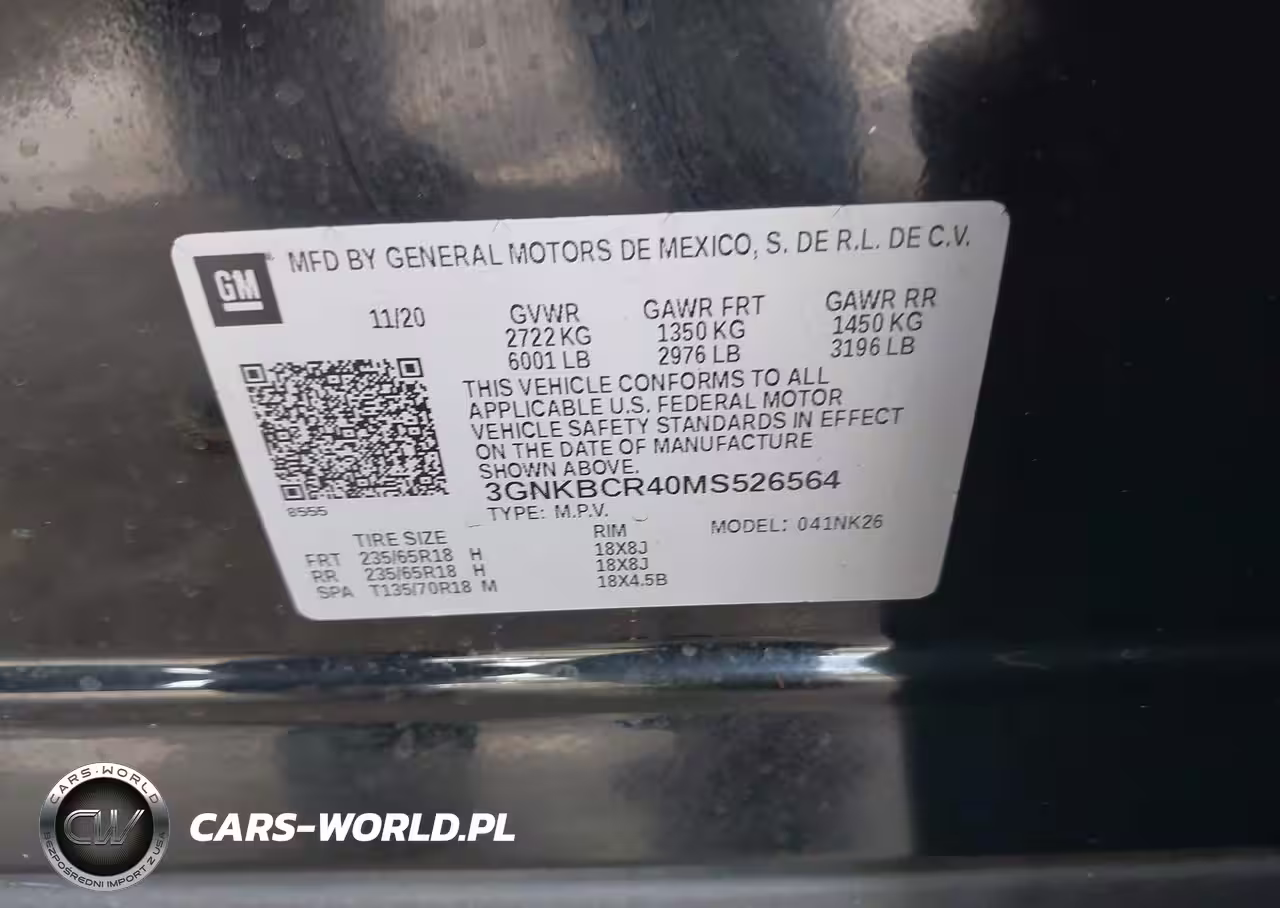 GM
MFD BY GENERAL MOTORS DE MEXICO, S. DE R.L. DE C.V.
11/20
GVWR GAWR FRT GAWR RR
2722 KG 1350 KG 1450 KG
6001 LB 2976 LB 3196 LB
THIS VEHICLE CONFORMS TO ALL
APPLICABLE U.S. FEDERAL MOTOR
VEHICLE SAFETY STANDARDS IN EFFECT
ON THE DATE OF MANUFACTURE
SHOWN ABOVE.
3GNKBCR40MS526564
8555
TYPE: M.P.V. MODEL: 041NK26
TIRE SIZE RIM
FRT 235/65R18 H 18X8J
RR 235/65R18 H 18X8J
SPA T135/70R18 M 18X4.5B
CARS-WORLD
CW
BEZPOŚREDNI IMPORT Z USA
CARS-WORLD.PL